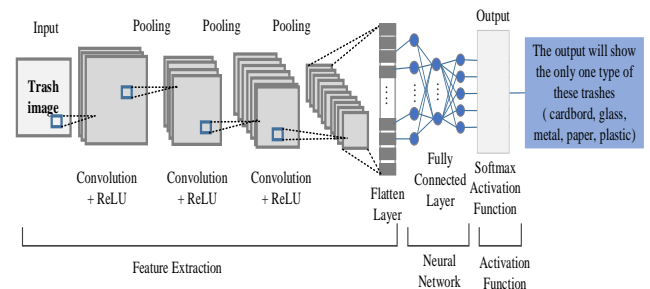 Input
Pooling
Pooling
Pooling
Output
Trash
image
The output will show
the only one type of
these trashes
( cardbord, glass,
metal, paper, plastic)
Convolution
+ ReLU
Convolution
+ ReLU
Convolution
+ ReLU
Flatten
Layer
Fully
Connected
Layer
Softmax
Activation
Function
Feature Extraction
Neural
Network
Activation
Function